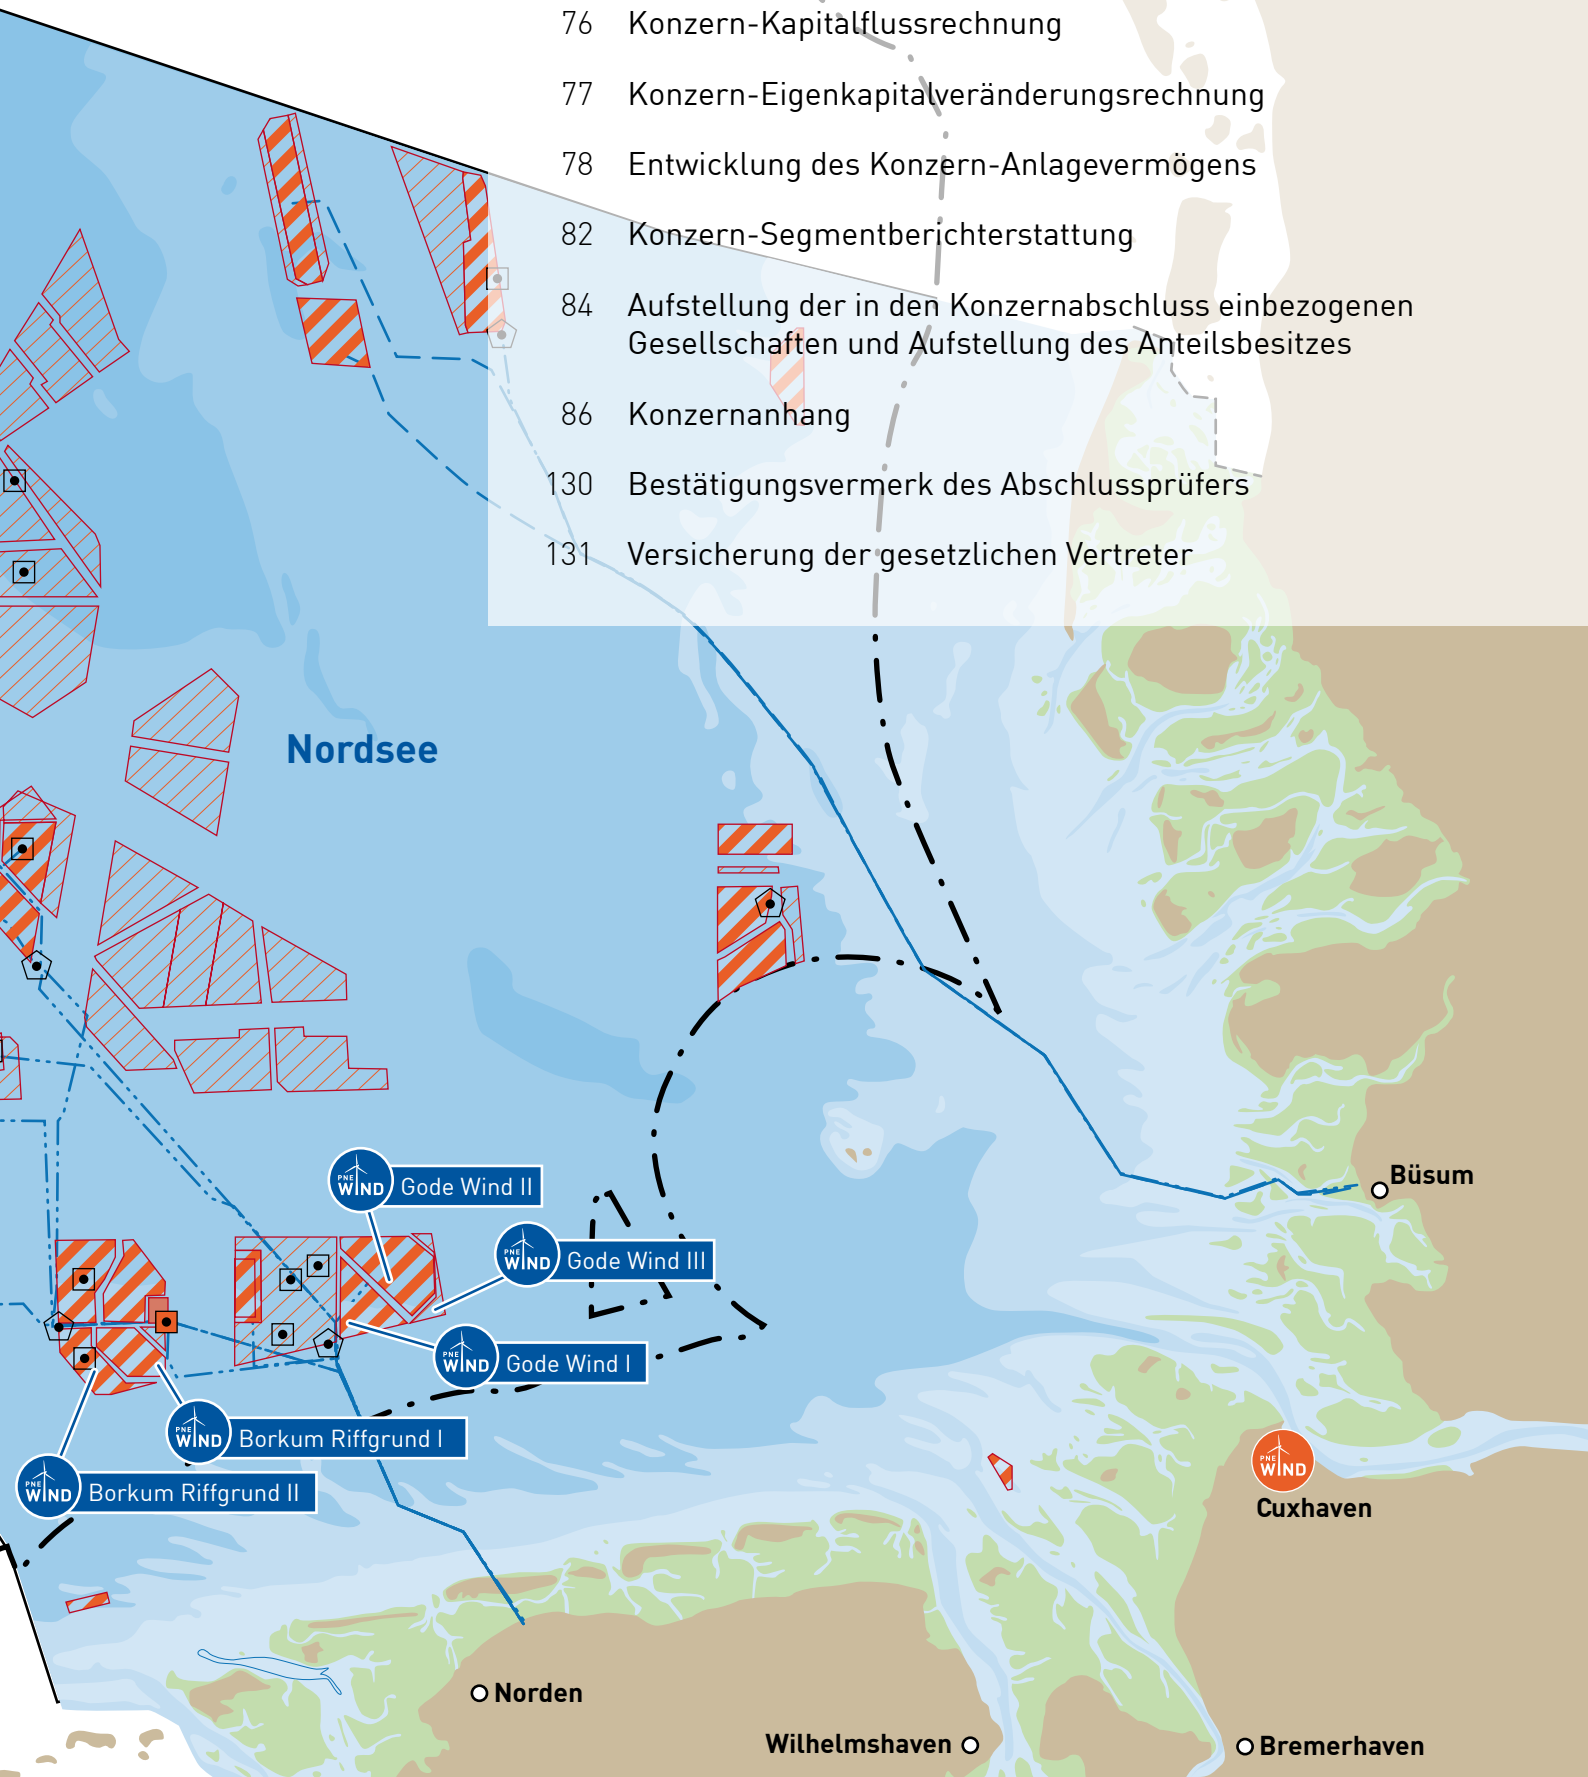 76 Konzern-Kapitalflussrechnung
77 Konzern-Eigenkapitalveränderungsrechnung
78 Entwicklung des Konzern-Anlagevermögens
82 Konzern-Segmentberichterstattung
84 Aufstellung der in den Konzernabschluss einbezogenen
Gesellschaften und Aufstellung des Anteilsbesitzes
86 Konzernanhang
130 Bestätigungsvermerk des Abschlussprüfers
131 Versicherung der gesetzlichen Vertreter
Nordsee
Büsum
PNE
WIND
Gode Wind II
PNE
WIND
Gode Wind III
PNE
WIND
Gode Wind I
PNE
WIND
Borkum Riffgrund I
PNE
WIND
Borkum Riffgrund II
PNE
WIND
Cuxhaven
Norden
Wilhelmshaven
Bremerhaven